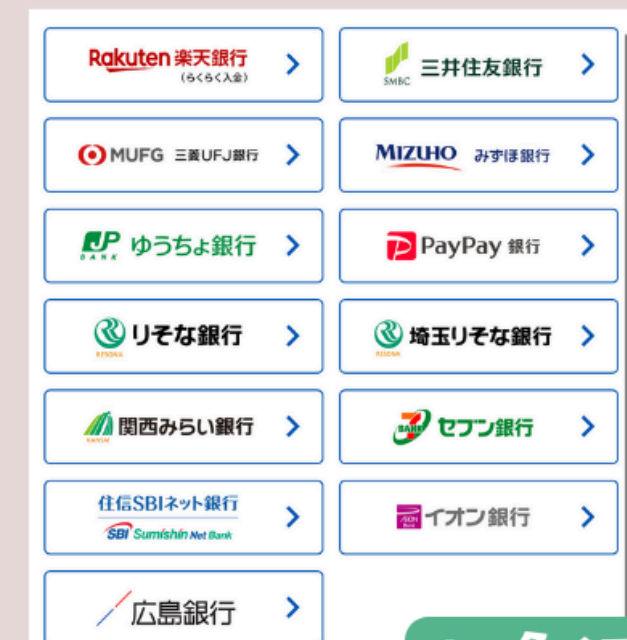 Rakuten 楽天銀行
(らくらく入金)
SMBC 三井住友銀行
MUFG 三菱UFJ銀行
MIZUHO みずほ銀行
JP BANK ゆうちょ銀行
PayPay 銀行
RESONA りそな銀行
RESONA 埼玉りそな銀行
KANSAI 関西みらい銀行
7 BANK セブン銀行
住信SBIネット銀行
SBI Sumishin Net Bank
AEON Bank イオン銀行
広島銀行